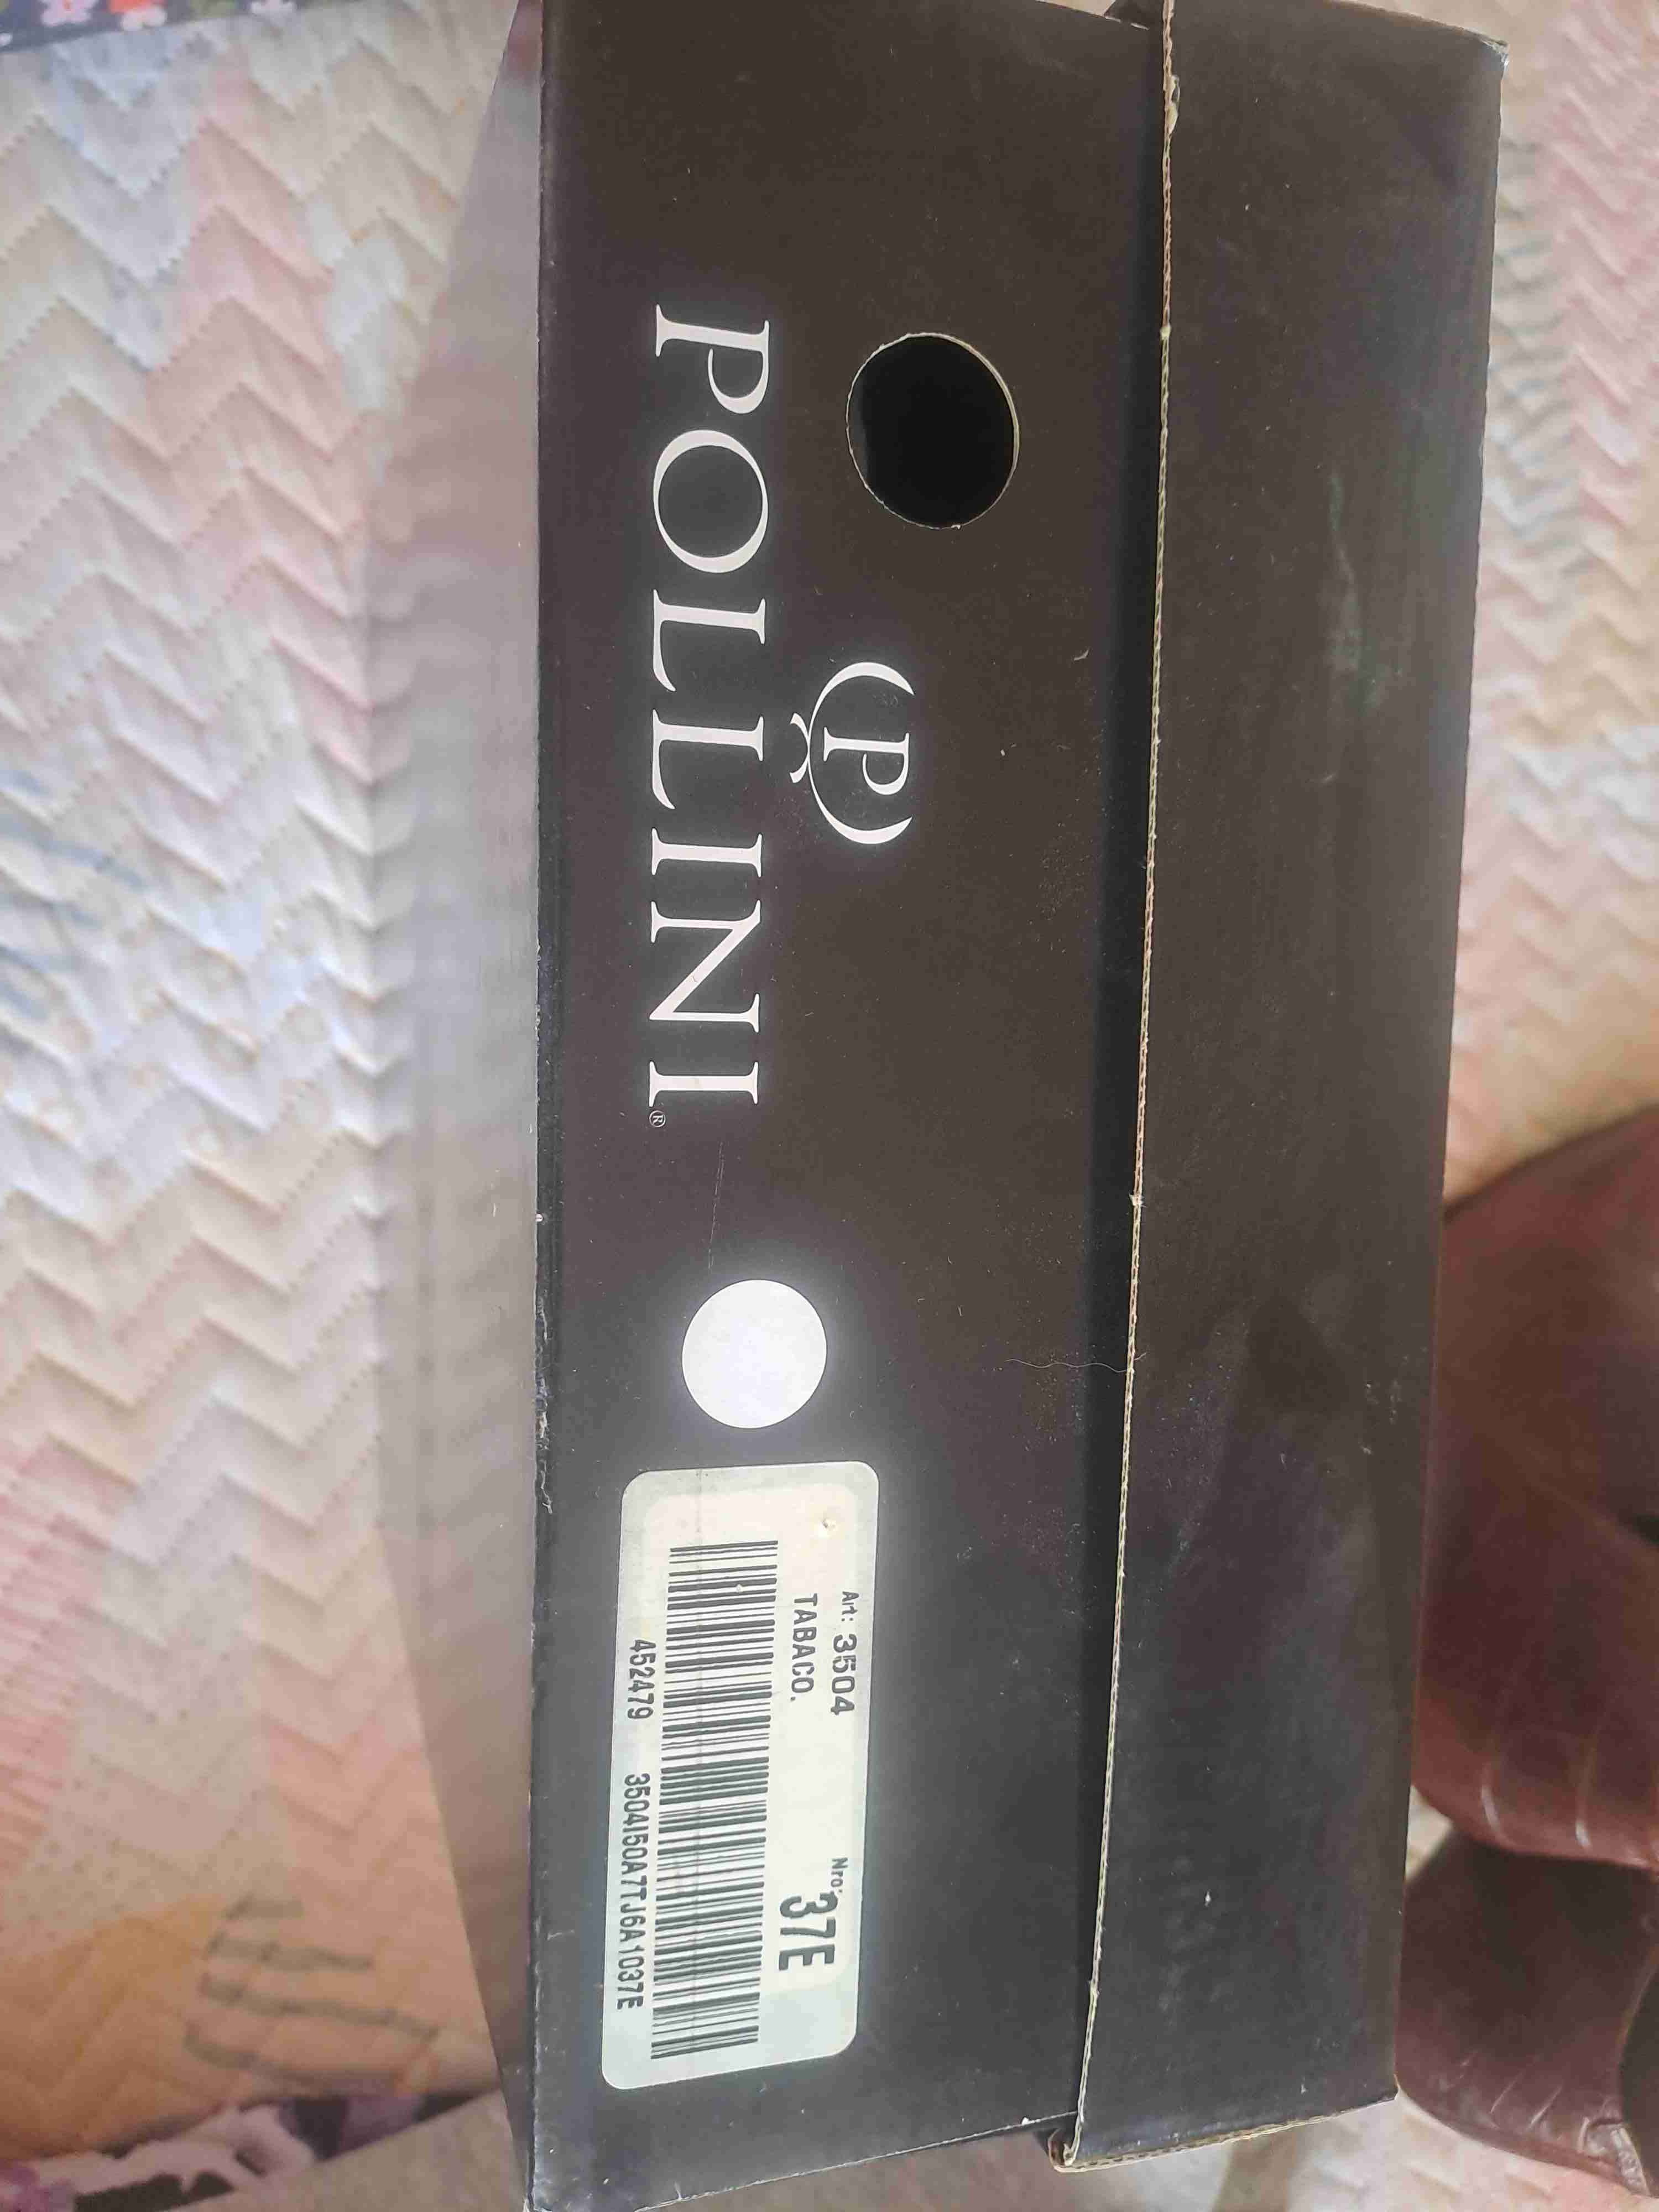 P
POLLINI®
Art: 3504
Nro: 37E
TABACO.
452479 3504I50A7TJ6A1037E